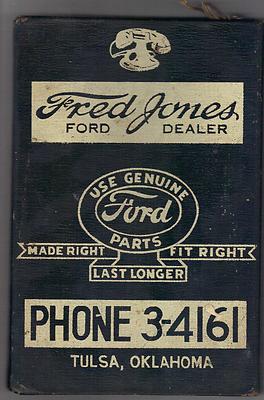 Fred Jones
FORD DEALER
USE GENUINE
Ford
PARTS
MADE RIGHT FIT RIGHT
LAST LONGER
PHONE 3-4161
TULSA, OKLAHOMA